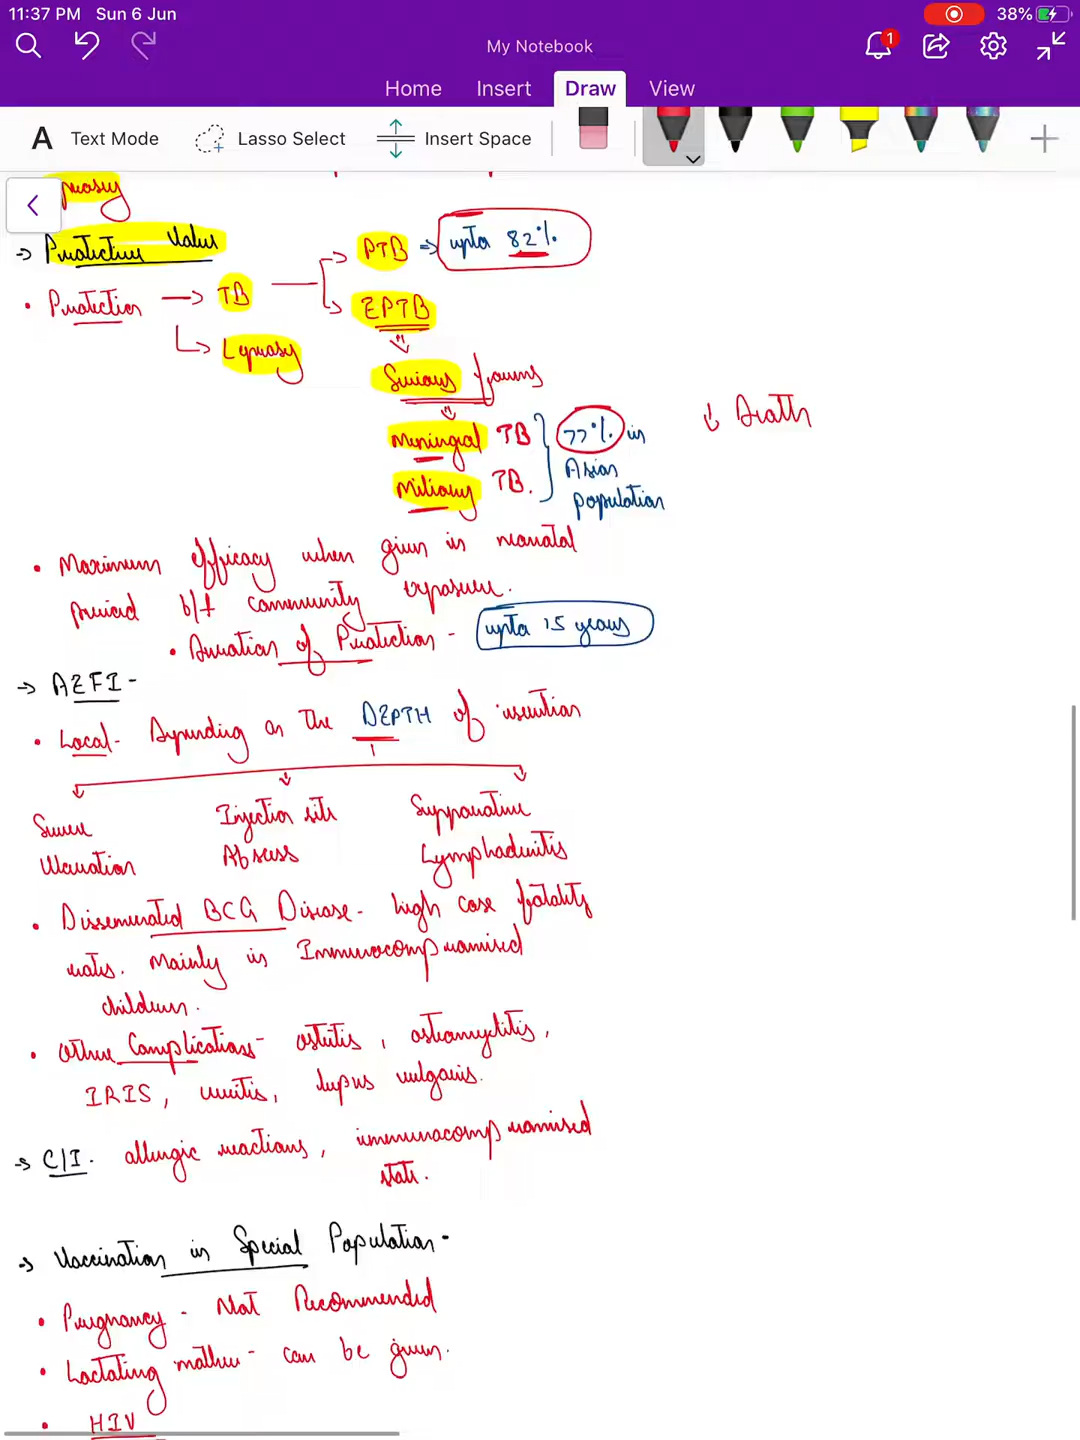 11:37 PM Sun 6 Jun
38%
My Notebook
1
Home Insert Draw View
A Text Mode Lasso Select Insert Space
→ Protective Value
PTB ⇒ upto 82%
• Protection → TB
EPTB
↳ Leprosy
Serious forms
Meningeal TB
77% in
↓ Death
Miliary TB.
Asian
population
• Maximum efficacy when given in neonatal
period b/f community exposure.
• Duration of Protection - upto 15 years
→ AEFI -
• Local - Depending on the DEPTH of insertion
Severe
Ulceration
Injection site
Abscess
Suppurative
Lymphadenitis
• Disseminated BCG Disease - high case fatality
rates. Mainly in Immunocompromised
children.
• Other Complications - osteitis, osteomyelitis,
IRIS, uveitis, lupus vulgaris.
→ C/I. allergic reactions, immunocompromised
state.
→ Vaccination in Special Population -
• Pregnancy - Not Recommended
• Lactating mother - can be given.
• HIV